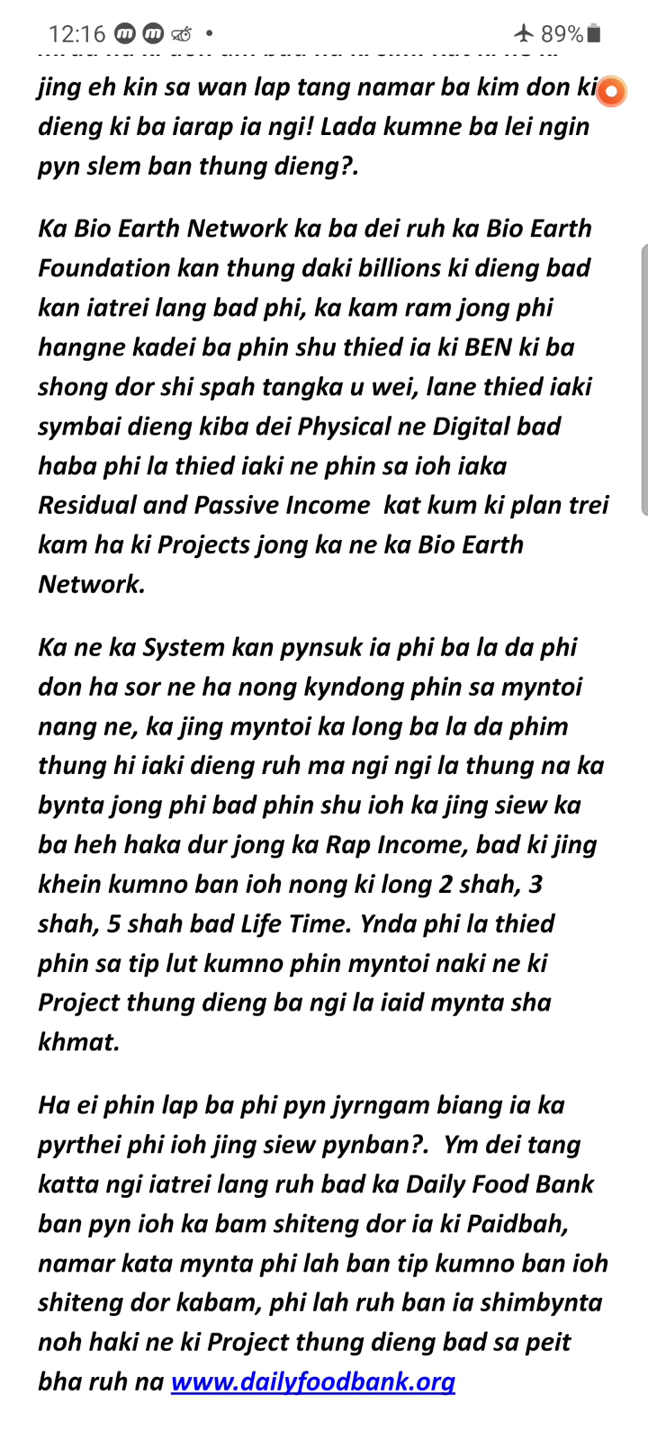 12:16
89%
jing eh kin sa wan lap tang namar ba kim don ki
dieng ki ba iarap ia ngi! Lada kumne ba lei ngin
pyn slem ban thung dieng?.
Ka Bio Earth Network ka ba dei ruh ka Bio Earth
Foundation kan thung daki billions ki dieng bad
kan iatrei lang bad phi, ka kam ram jong phi
hangne kadei ba phin shu thied ia ki BEN ki ba
shong dor shi spah tangka u wei, lane thied iaki
symbai dieng kiba dei Physical ne Digital bad
haba phi la thied iaki ne phin sa ioh iaka
Residual and Passive Income  kat kum ki plan trei
kam ha ki Projects jong ka ne ka Bio Earth
Network.
Ka ne ka System kan pynsuk ia phi ba la da phi
don ha sor ne ha nong kyndong phin sa myntoi
nang ne, ka jing myntoi ka long ba la da phim
thung hi iaki dieng ruh ma ngi ngi la thung na ka
bynta jong phi bad phin shu ioh ka jing siew ka
ba heh haka dur jong ka Rap Income, bad ki jing
khein kumno ban ioh nong ki long 2 shah, 3
shah, 5 shah bad Life Time. Ynda phi la thied
phin sa tip lut kumno phin myntoi naki ne ki
Project thung dieng ba ngi la iaid mynta sha
khmat.
Ha ei phin lap ba phi pyn jyrngam biang ia ka
pyrthei phi ioh jing siew pynban?.  Ym dei tang
katta ngi iatrei lang ruh bad ka Daily Food Bank
ban pyn ioh ka bam shiteng dor ia ki Paidbah,
namar kata mynta phi lah ban tip kumno ban ioh
shiteng dor kabam, phi lah ruh ban ia shimbynta
noh haki ne ki Project thung dieng bad sa peit
bha ruh na www.dailyfoodbank.org